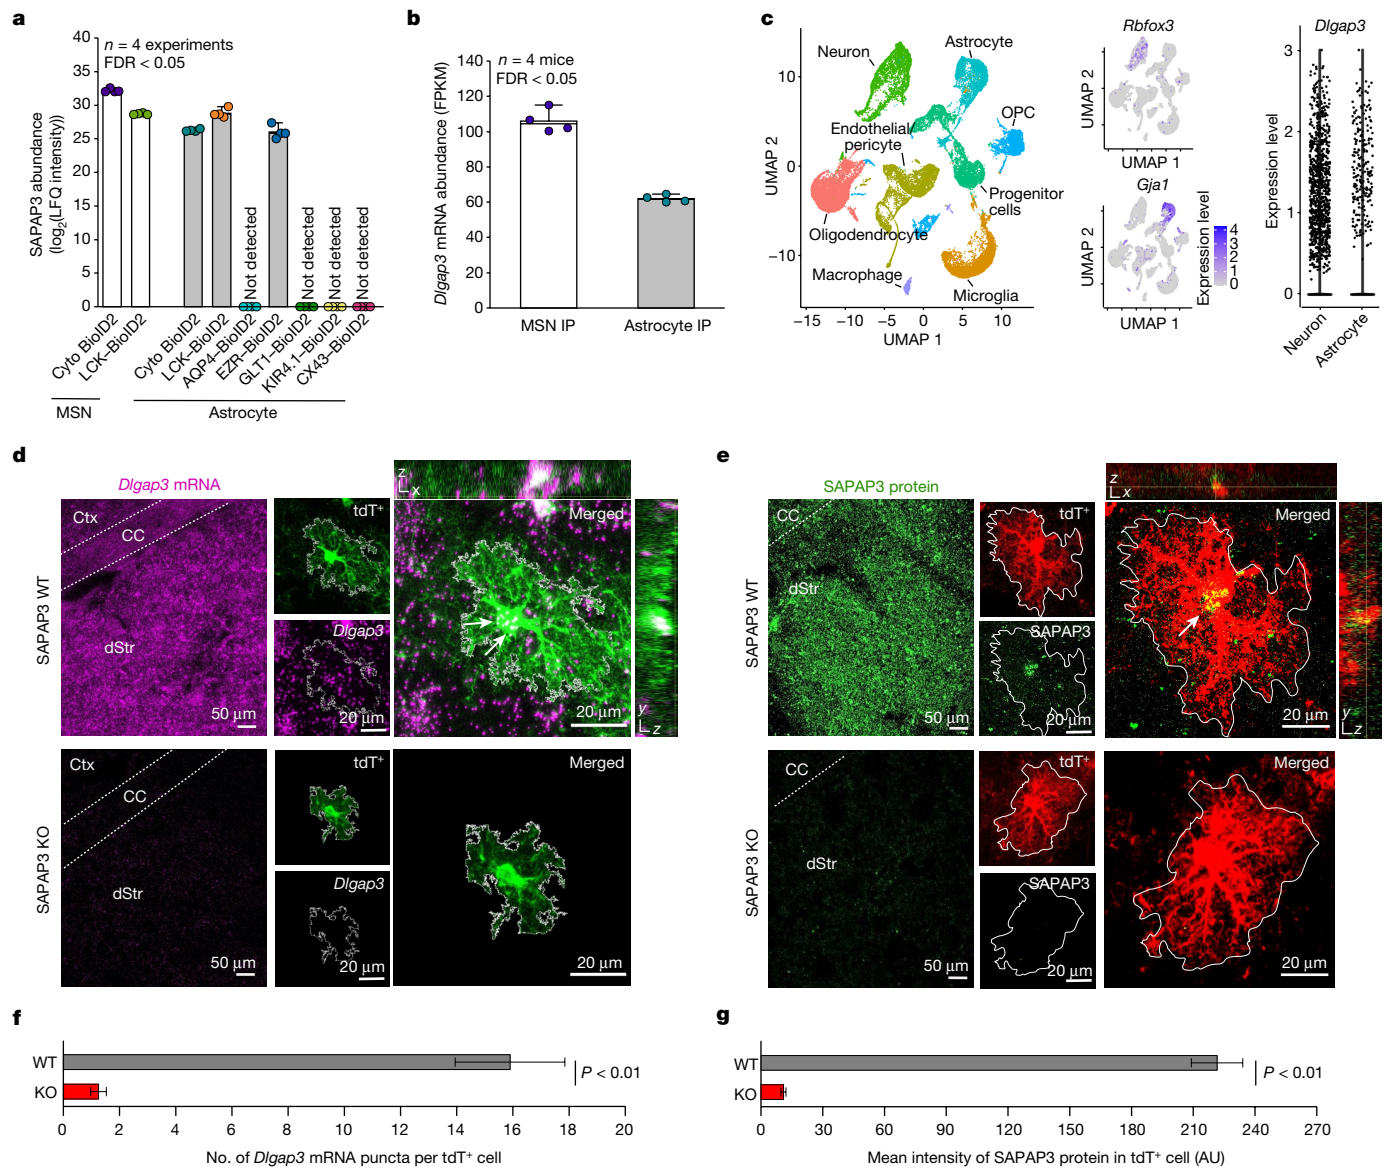 a
SAPAP3 abundance
(log2(LFQ intensity))
40
35
30
25
20
15
10
5
0
n = 4 experiments
FDR < 0.05
Not detected
Not detected
Not detected
Not detected
Cyto BioID2
LCK–BioID2
Cyto BioID2
LCK–BioID2
AQP4–BioID2
EZR–BioID2
GLT1–BioID2
KIR4.1–BioID2
CX43–BioID2
MSN
Astrocyte
b
Dlgap3 mRNA abundance (FPKM)
140
120
100
80
60
40
20
0
n = 4 mice
FDR < 0.05
MSN IP
Astrocyte IP
c
UMAP 2
10
0
−10
Neuron
Astrocyte
Endothelial/
pericyte
OPC
Progenitor
cells
Oligodendrocyte
Macrophage
Microglia
−15
−10
−5
0
5
10
UMAP 1
Rbfox3
UMAP 2
UMAP 1
Gja1
UMAP 2
UMAP 1
Expression level
4
3
2
1
0
Dlgap3
Expression level
3
2
1
0
Neuron
Astrocyte
d
Dlgap3 mRNA
SAPAP3 WT
Ctx
CC
dStr
50 μm
tdT+
Dlgap3
20 μm
z
x
Merged
20 μm
y
z
SAPAP3 KO
Ctx
CC
dStr
50 μm
tdT+
Dlgap3
20 μm
Merged
20 μm
e
SAPAP3 protein
SAPAP3 WT
CC
dStr
50 μm
tdT+
SAPAP3
20 μm
z
x
Merged
20 μm
y
z
SAPAP3 KO
CC
dStr
50 μm
tdT+
SAPAP3
20 μm
Merged
20 μm
f
WT
KO
P < 0.01
0
2
4
6
8
10
12
14
16
18
20
No. of Dlgap3 mRNA puncta per tdT+ cell
g
WT
KO
P < 0.01
0
30
60
90
120
150
180
210
240
270
Mean intensity of SAPAP3 protein in tdT+ cell (AU)